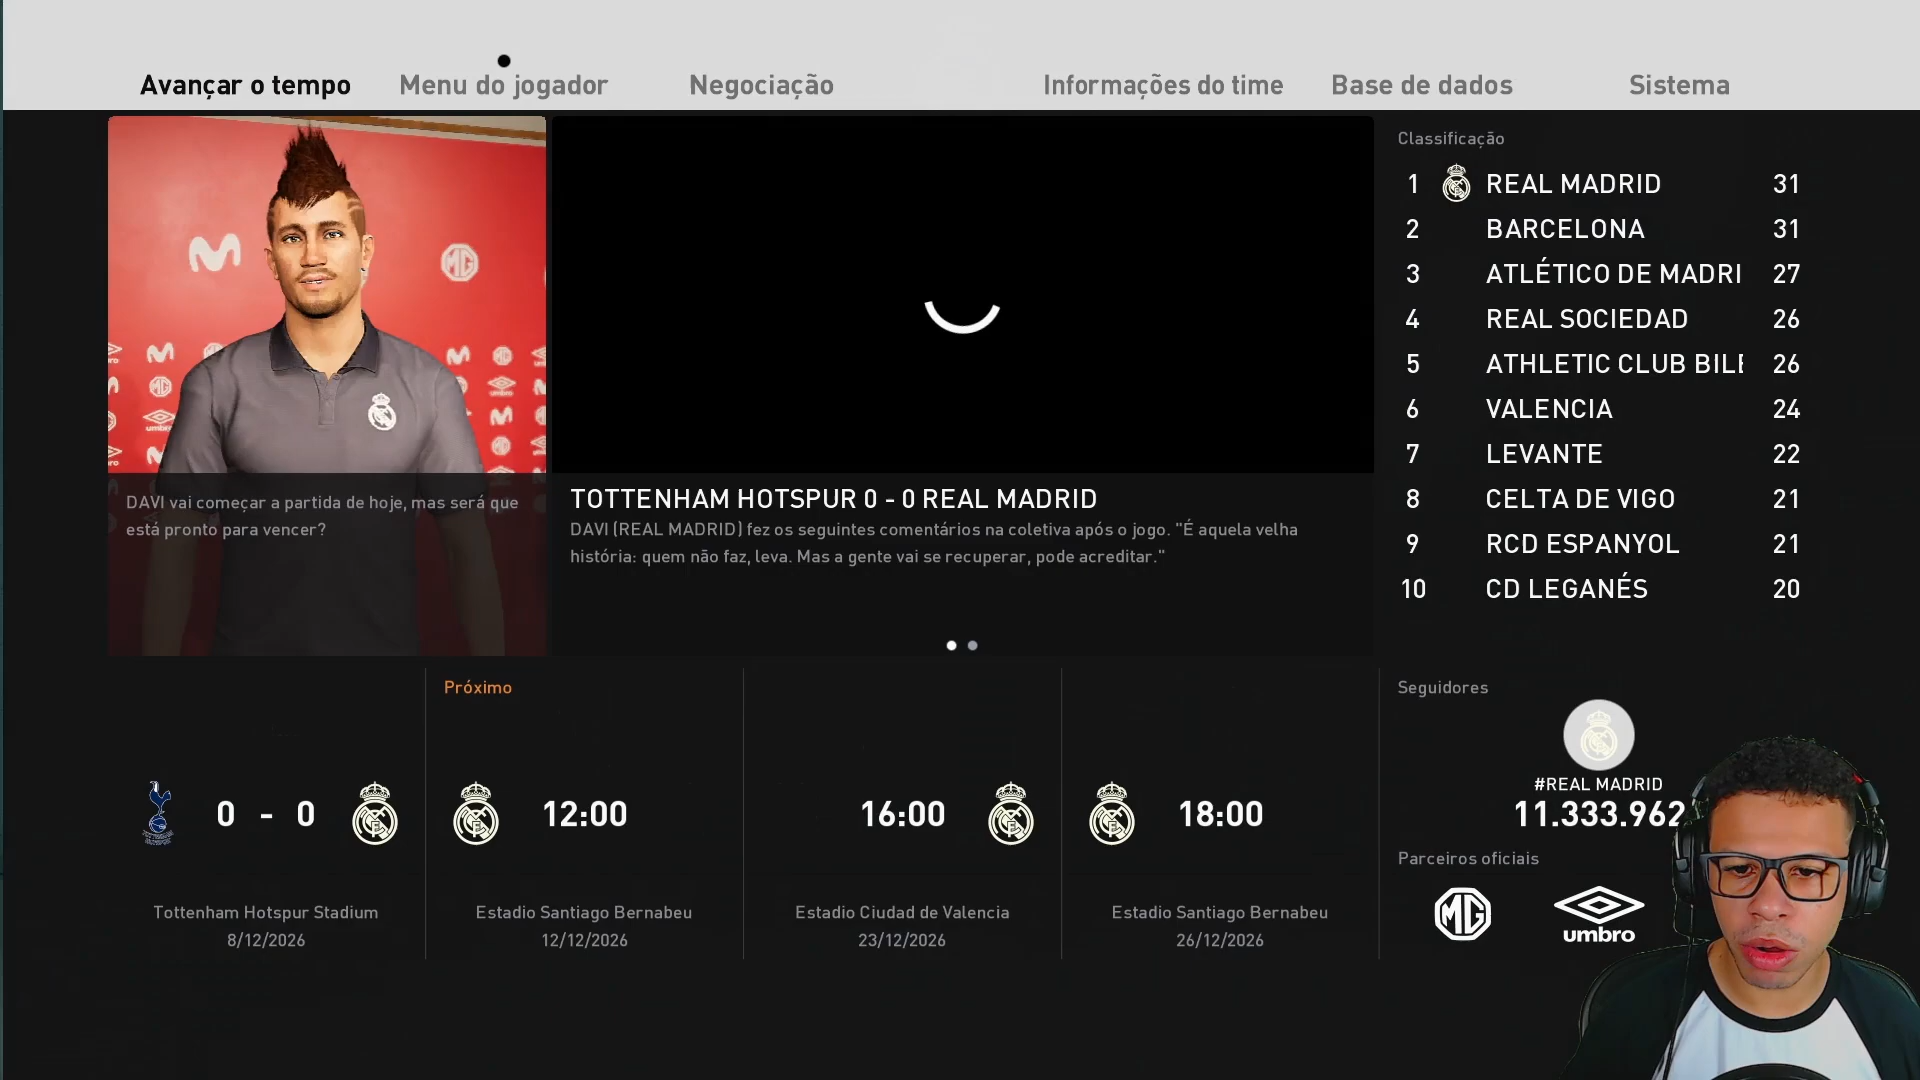 Avançar o tempo
Menu do jogador
Negociação
Informações do time
Base de dados
Sistema
DAVI vai começar a partida de hoje, mas será que
está pronto para vencer?
TOTTENHAM HOTSPUR 0 - 0 REAL MADRID
DAVI (REAL MADRID) fez os seguintes comentários na coletiva após o jogo. "É aquela velha
história: quem não faz, leva. Mas a gente vai se recuperar, pode acreditar."
Classificação
1 REAL MADRID 31
2 BARCELONA 31
3 ATLÉTICO DE MADRI 27
4 REAL SOCIEDAD 26
5 ATHLETIC CLUB BILB 26
6 VALENCIA 24
7 LEVANTE 22
8 CELTA DE VIGO 21
9 RCD ESPANYOL 21
10 CD LEGANÉS 20
0 - 0
Tottenham Hotspur Stadium
8/12/2026
Próximo
12:00
Estadio Santiago Bernabeu
12/12/2026
16:00
Estadio Ciudad de Valencia
23/12/2026
18:00
Estadio Santiago Bernabeu
26/12/2026
Seguidores
#REAL MADRID
11.333.962
Parceiros oficiais
MG
umbro